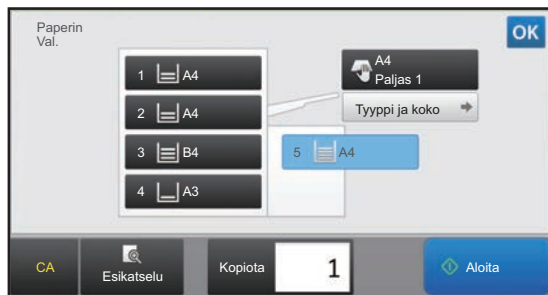 Paperin
Val.
OK
1 A4
2 A4
3 B4
4 A3
A4
Paljas 1
Tyyppi ja koko
5 A4
CA
Esikatselu
Kopiota
1
Aloita